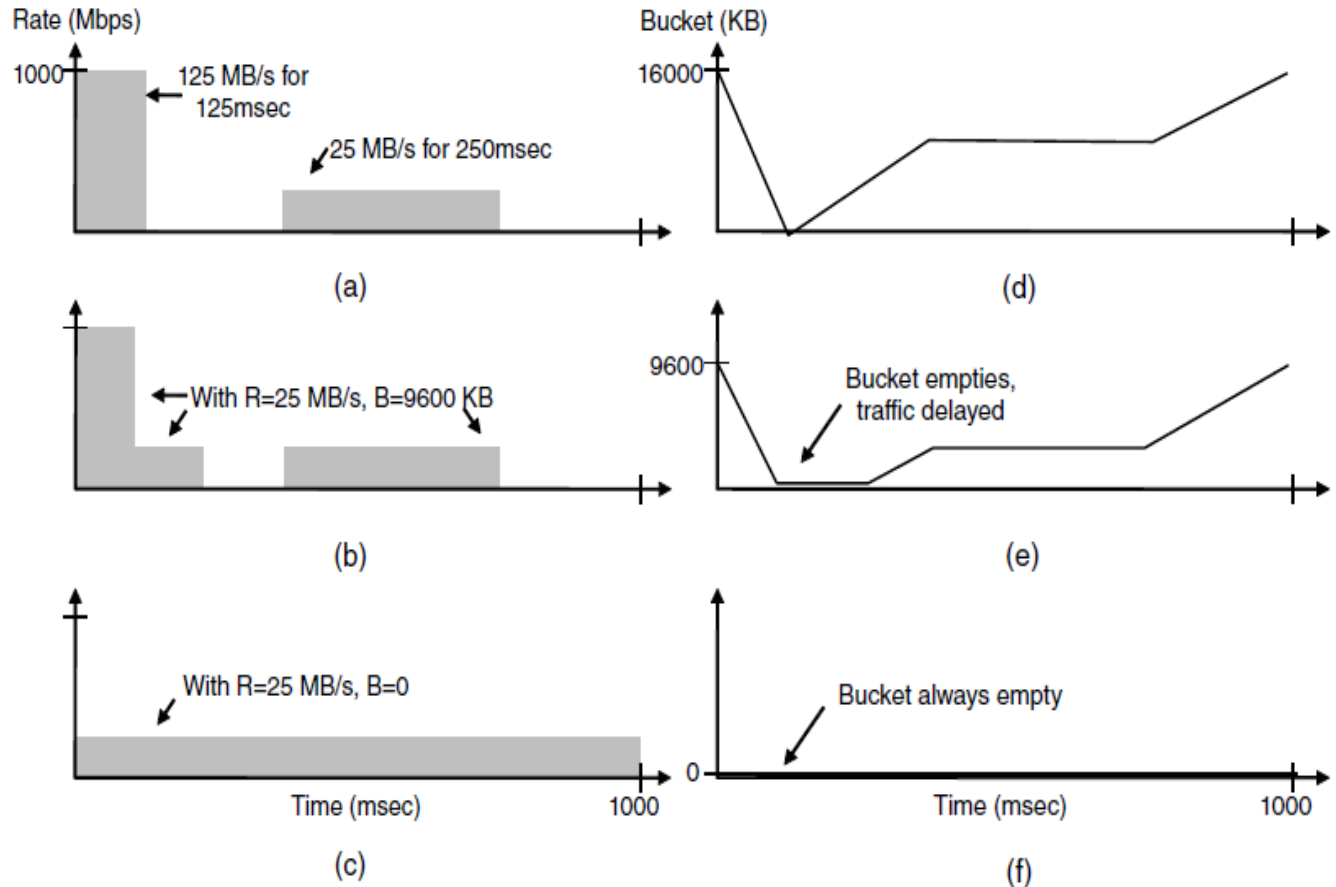 Rate (Mbps)
1000
125 MB/s for
125msec
25 MB/s for 250msec
(a)
Bucket (KB)
16000
(d)
With R=25 MB/s, B=9600 KB
(b)
9600
Bucket empties,
traffic delayed
(e)
With R=25 MB/s, B=0
Time (msec)
1000
(c)
Bucket always empty
0
Time (msec)
1000
(f)